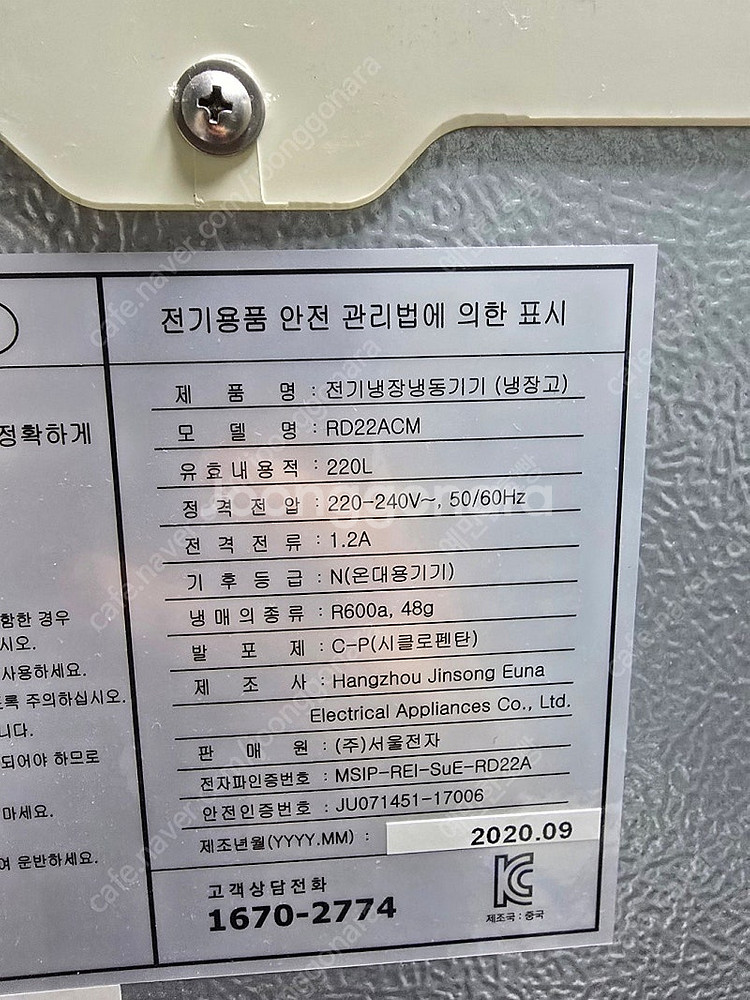 전기용품 안전 관리법에 의한 표시
제 품 명 : 전기냉장냉동기기 (냉장고)
모 델 명 : RD22ACM
유효내용적 : 220L
정격전압 : 220-240V~, 50/60Hz
전격전류 : 1.2A
기후등급 : N(온대용기기)
냉매의종류 : R600a, 48g
발 포 제 : C-P(시클로펜탄)
제 조 사 : Hangzhou Jinsong Euna
Electrical Appliances Co., Ltd.
판 매 원 : (주)서울전자
전자파인증번호 : MSIP-REI-SuE-RD22A
안전인증번호 : JU071451-17006
제조년월(YYYY.MM) : 2020.09
고객상담전화
1670-2774
제조국 : 중국
정확하게
함한 경우
시오.
사용하세요.
록 주의하십시오.
니다.
되어야 하므로
마세요.
여 운반하세요.
joonggonara
cafe.naver.com/joonggonara